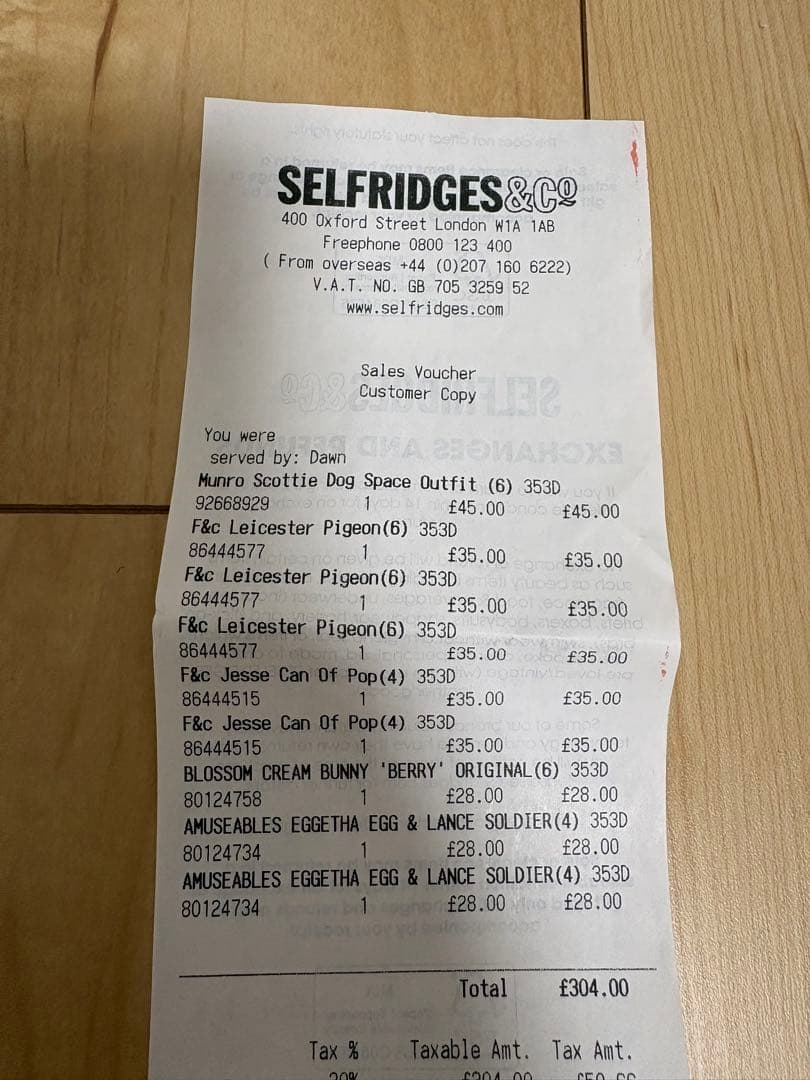 SELFRIDGES&Cº
400 Oxford Street London W1A 1AB
Freephone 0800 123 400
( From overseas +44 (0)207 160 6222)
V.A.T. NO. GB 705 3259 52
www.selfridges.com
Sales Voucher
Customer Copy
You were
served by: Dawn
Munro Scottie Dog Space Outfit (6) 353D
92668929 1 £45.00 £45.00
F&c Leicester Pigeon(6) 353D
86444577 1 £35.00 £35.00
F&c Leicester Pigeon(6) 353D
86444577 1 £35.00 £35.00
F&c Leicester Pigeon(6) 353D
86444577 1 £35.00 £35.00
F&c Jesse Can Of Pop(4) 353D
86444515 1 £35.00 £35.00
F&c Jesse Can Of Pop(4) 353D
86444515 1 £35.00 £35.00
BLOSSOM CREAM BUNNY 'BERRY' ORIGINAL(6) 353D
80124758 1 £28.00 £28.00
AMUSEABLES EGGETHA EGG & LANCE SOLDIER(4) 353D
80124734 1 £28.00 £28.00
AMUSEABLES EGGETHA EGG & LANCE SOLDIER(4) 353D
80124734 1 £28.00 £28.00
Total £304.00
Tax % Taxable Amt. Tax Amt.
20% £304.00